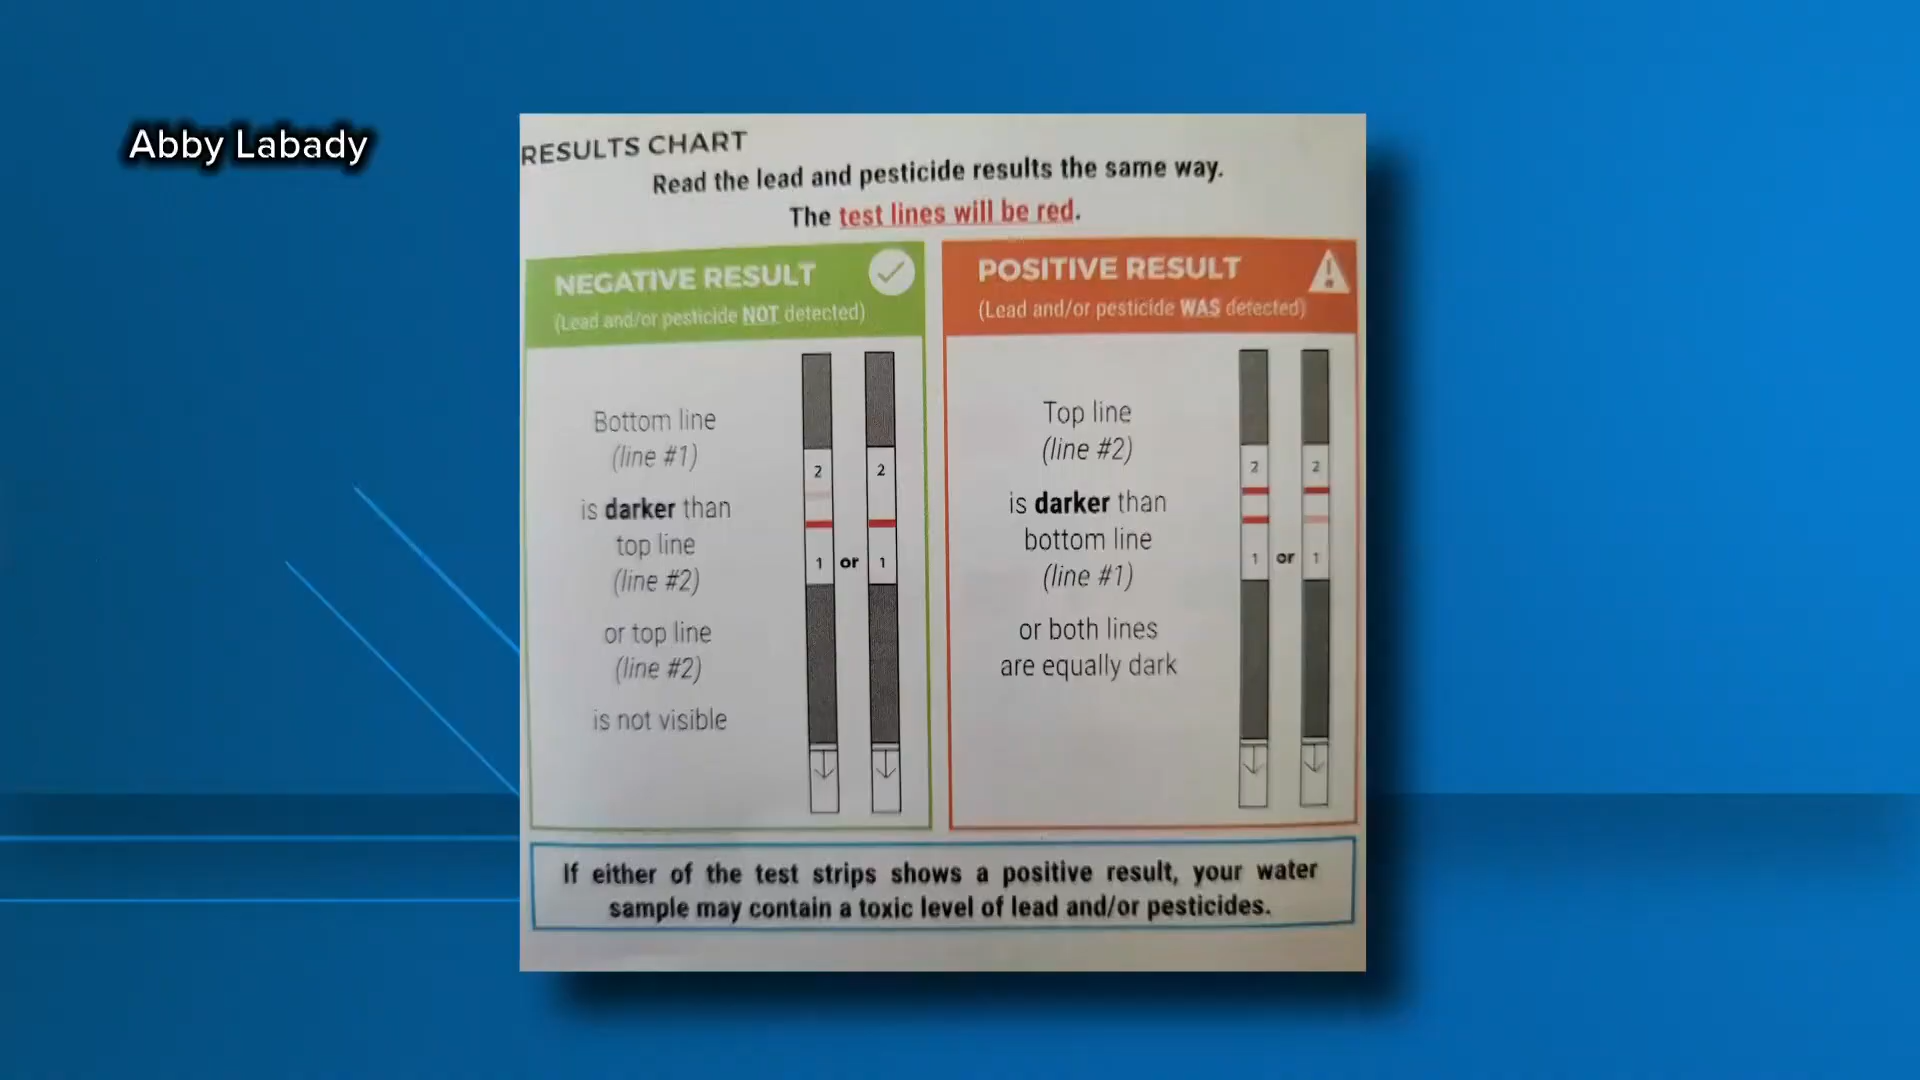 Abby Labady
RESULTS CHART
Read the lead and pesticide results the same way.
The test lines will be red.
NEGATIVE RESULT
(Lead and/or pesticide NOT detected)
Bottom line
(line #1)
is darker than
top line
(line #2)
or top line
(line #2)
is not visible
2
2
1 or 1
POSITIVE RESULT
(Lead and/or pesticide WAS detected)
Top line
(line #2)
is darker than
bottom line
(line #1)
or both lines
are equally dark
2
2
1 or 1
If either of the test strips shows a positive result, your water
sample may contain a toxic level of lead and/or pesticides.